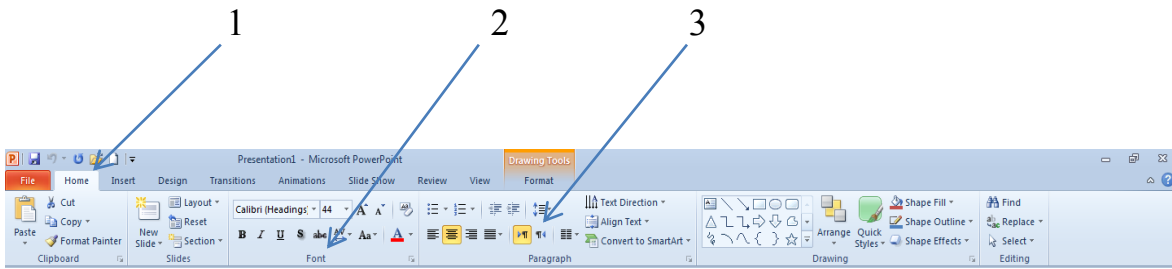 1 2 3
Presentation1 - Microsoft PowerPoint Drawing Tools
File Home Insert Design Transitions Animations Slide Show Review View Format
Cut Layout Calibri (Headings) 44 Text Direction Shape Fill Find
Paste Copy New Slide Reset B I U S abc AV Aa A Align Text Arrange Quick Styles Shape Outline Replace
Format Painter Section Convert to SmartArt Shape Effects Select
Clipboard Slides Font Paragraph Drawing Editing